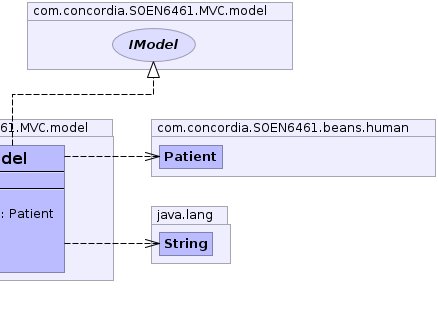 com.concordia.SOEN6461.MVC.model
IModel
61.MVC.model
com.concordia.SOEN6461.beans.human
del
Patient
: Patient
java.lang
String